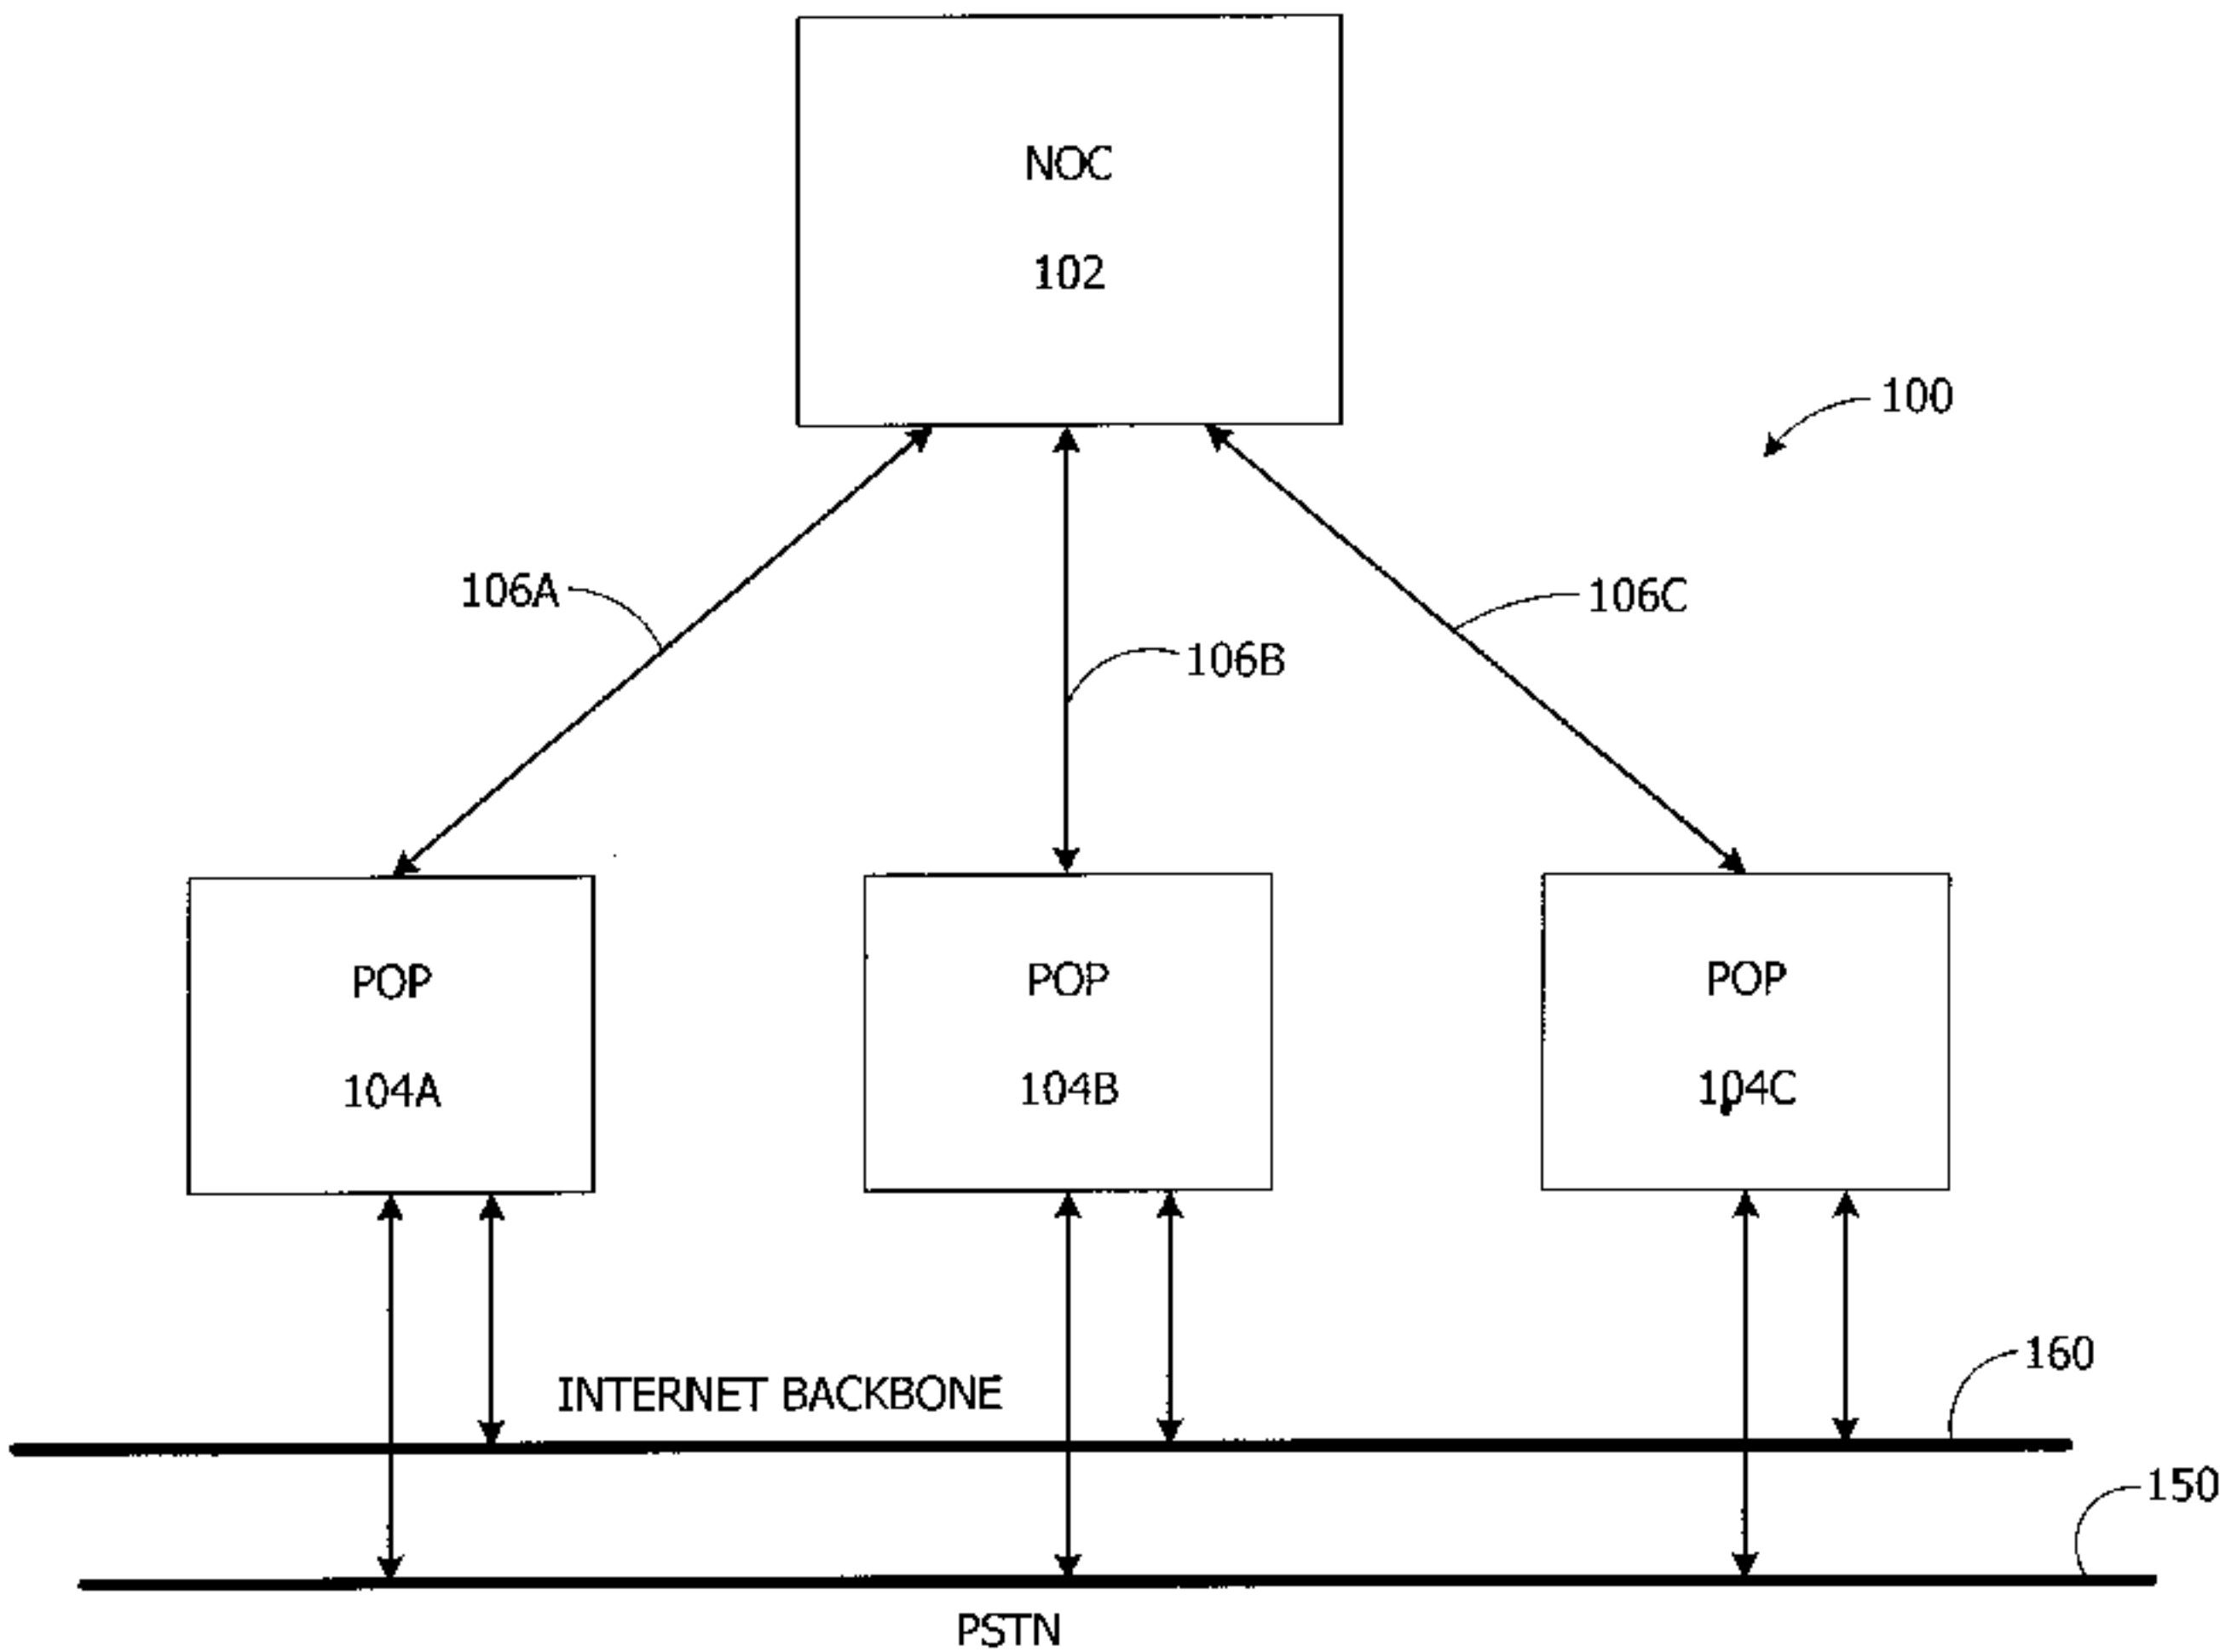 NOC
102
100
106A
106B
106C
POP
104A
POP
104B
POP
104C
INTERNET BACKBONE
160
150
PSTN